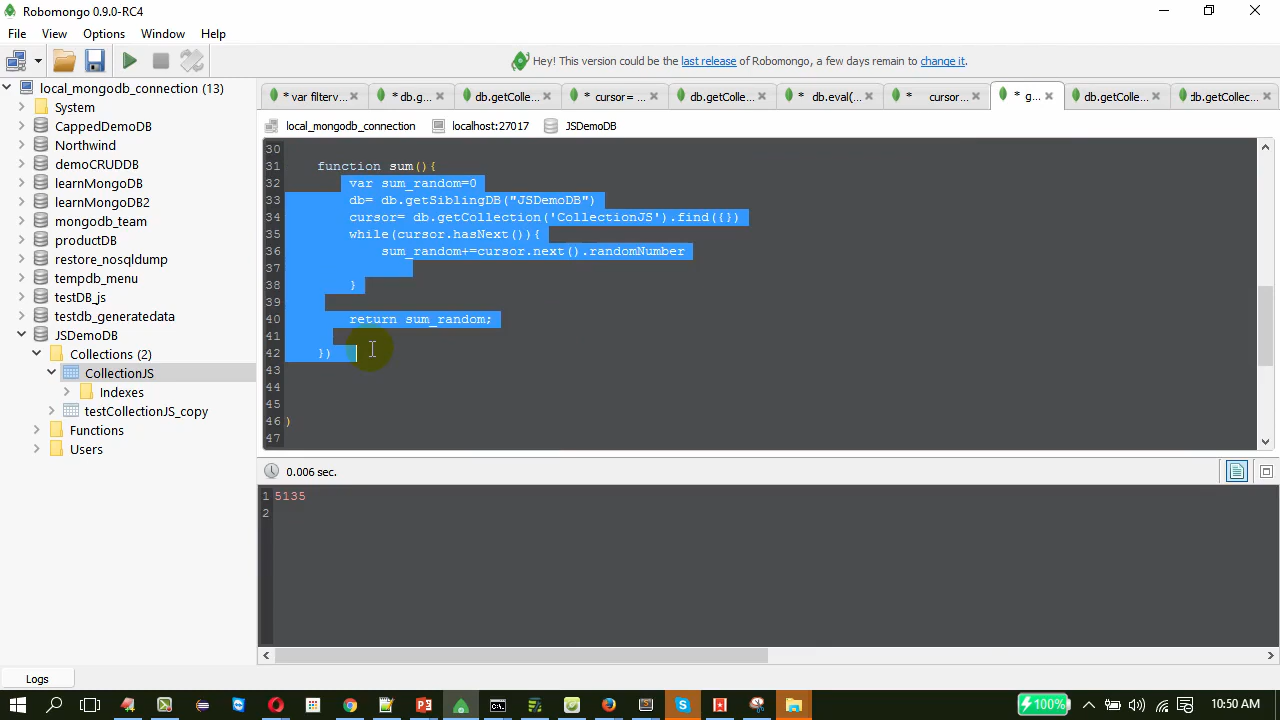 Robomongo 0.9.0-RC4
File View Options Window Help
Hey! This version could be the last release of Robomongo, a few days remain to change it.
local_mongodb_connection (13)
System
CappedDemoDB
Northwind
demoCRUDDB
learnMongoDB
learnMongoDB2
mongodb_team
productDB
restore_nosqldump
tempdb_menu
testDB_js
testdb_generatedata
JSDemoDB
Collections (2)
CollectionJS
Indexes
testCollectionJS_copy
Functions
Users
* var filterv... * db.g... db.getColle... * cursor= ... db.getColle... * db.eval(... * cursor... * g... db.getColle... db.getCollec...
local_mongodb_connection localhost:27017 JSDemoDB
30
31 function sum(){
32 var sum_random=0
33 db= db.getSiblingDB("JSDemoDB")
34 cursor= db.getCollection('CollectionJS').find({})
35 while(cursor.hasNext()){
36 sum_random+=cursor.next().randomNumber
37
38 }
39
40 return sum_random;
41
42 })
43
44
45
46 )
47
0.006 sec.
1 5135
2
Logs
100% 10:50 AM